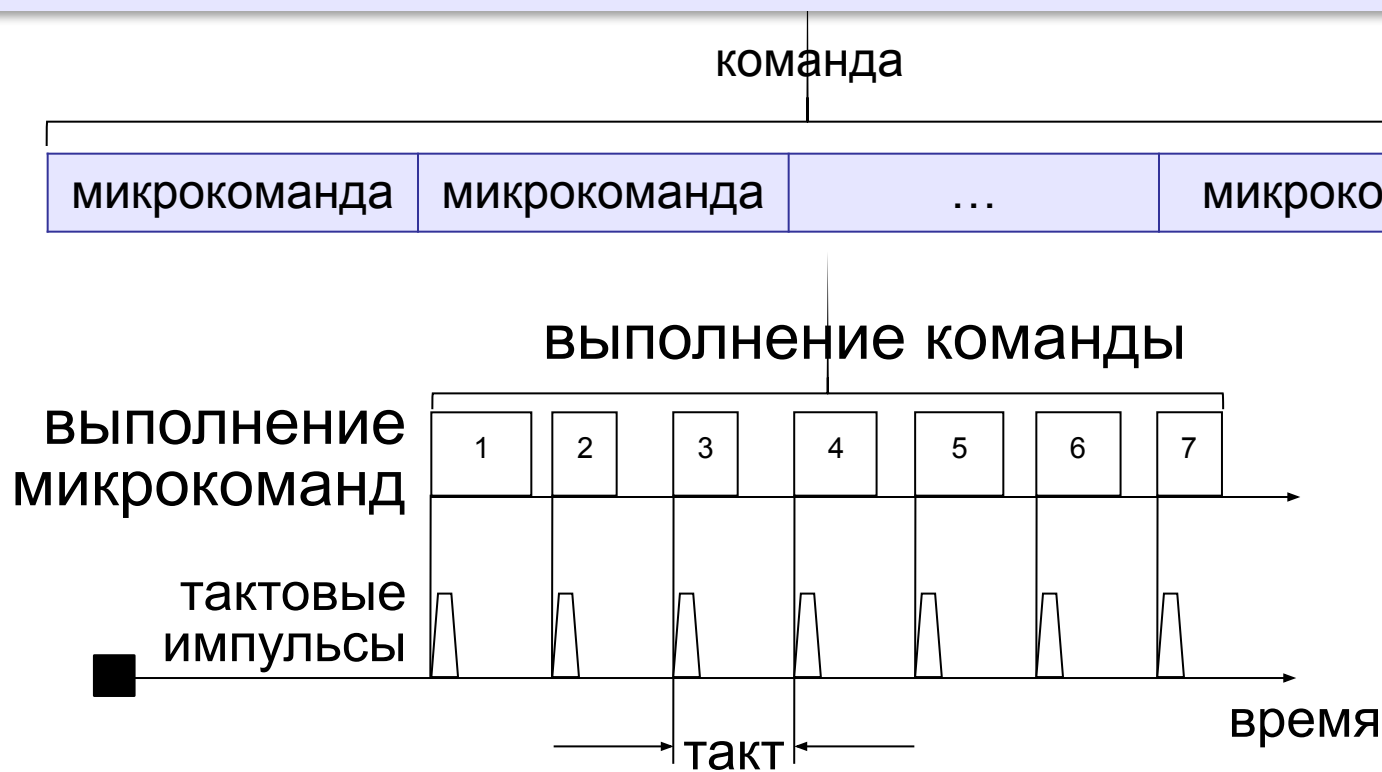 команда
микрокоманда микрокоманда ... микроко
выполнение команды
выполнение
микрокоманд
1 2 3 4 5 6 7
тактовые
импульсы
время
такт